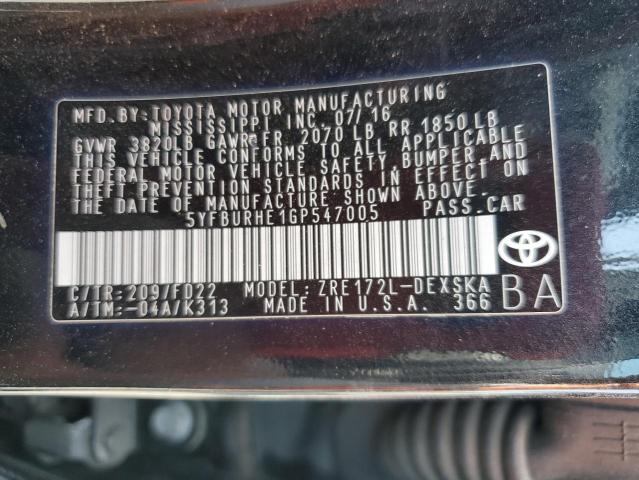 MFD. BY: TOYOTA MOTOR MANUFACTURING
MISSISSIPPI INC. 07/16
GVWR 3820LB GAWR FR 2070 LB RR 1850 LB
THIS VEHICLE CONFORMS TO ALL APPLICABLE
FEDERAL MOTOR VEHICLE SAFETY, BUMPER AND
THEFT PREVENTION STANDARDS IN EFFECT ON
THE DATE OF MANUFACTURE SHOWN ABOVE.
5YFBURHE1GP547005 PASS.CAR
C/TR:209/FD22 MODEL: ZRE172L-DEXSKA
A/TM:-04A/K313 MADE IN U.S.A. 366
BA